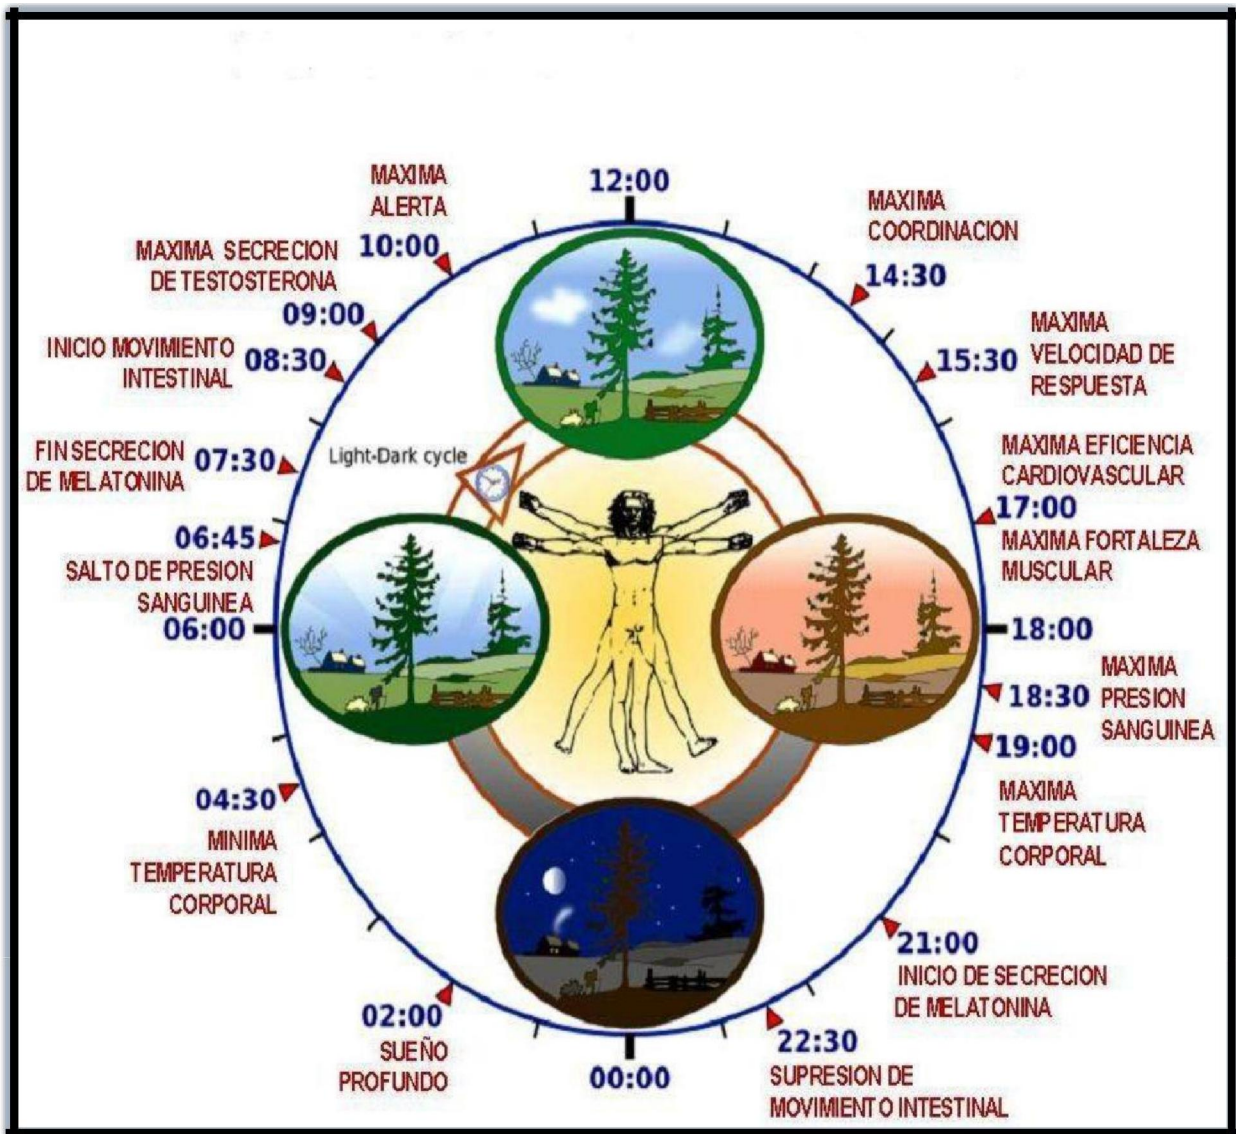 12:00
MAXIMA
COORDINACION
14:30
MAXIMA
VELOCIDAD DE
RESPUESTA
15:30
MAXIMA EFICIENCIA
CARDIOVASCULAR
17:00
MAXIMA FORTALEZA
MUSCULAR
18:00
18:30
MAXIMA
PRESION
SANGUINEA
19:00
MAXIMA
TEMPERATURA
CORPORAL
21:00
INICIO DE SECRECION
DE MELATONINA
22:30
SUPRESION DE
MOVIMIENTO INTESTINAL
00:00
02:00
SUEÑO
PROFUNDO
04:30
MINIMA
TEMPERATURA
CORPORAL
06:00
06:45
SALTO DE PRESION
SANGUINEA
07:30
FIN SECRECION
DE MELATONINA
08:30
INICIO MOVIMIENTO
INTESTINAL
09:00
MAXIMA SECRECION
DE TESTOSTERONA
10:00
MAXIMA
ALERTA
Light-Dark cycle